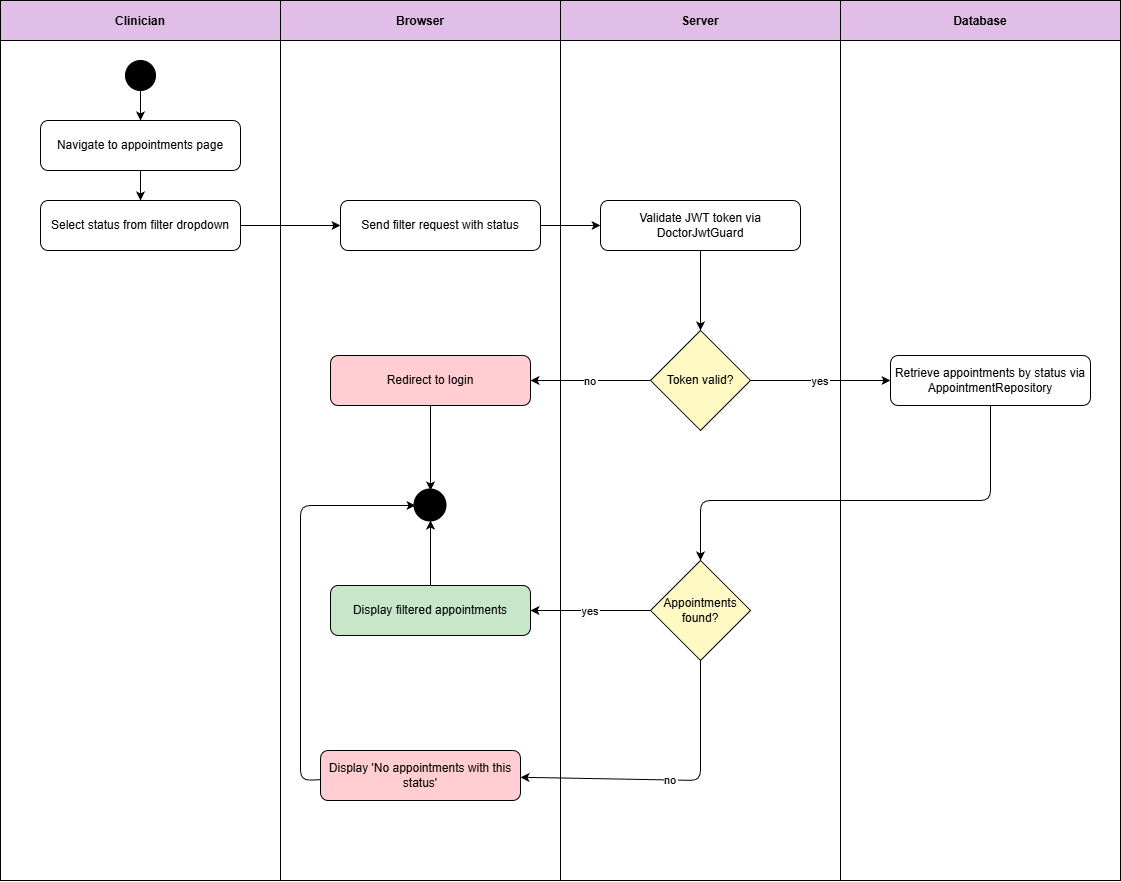 Clinician
Browser
Server
Database
Navigate to appointments page
Select status from filter dropdown
Send filter request with status
Validate JWT token via
DoctorJwtGuard
Redirect to login
no
Token valid?
yes
Retrieve appointments by status via
AppointmentRepository
Display filtered appointments
yes
Appointments
found?
Display 'No appointments with this
status'
no